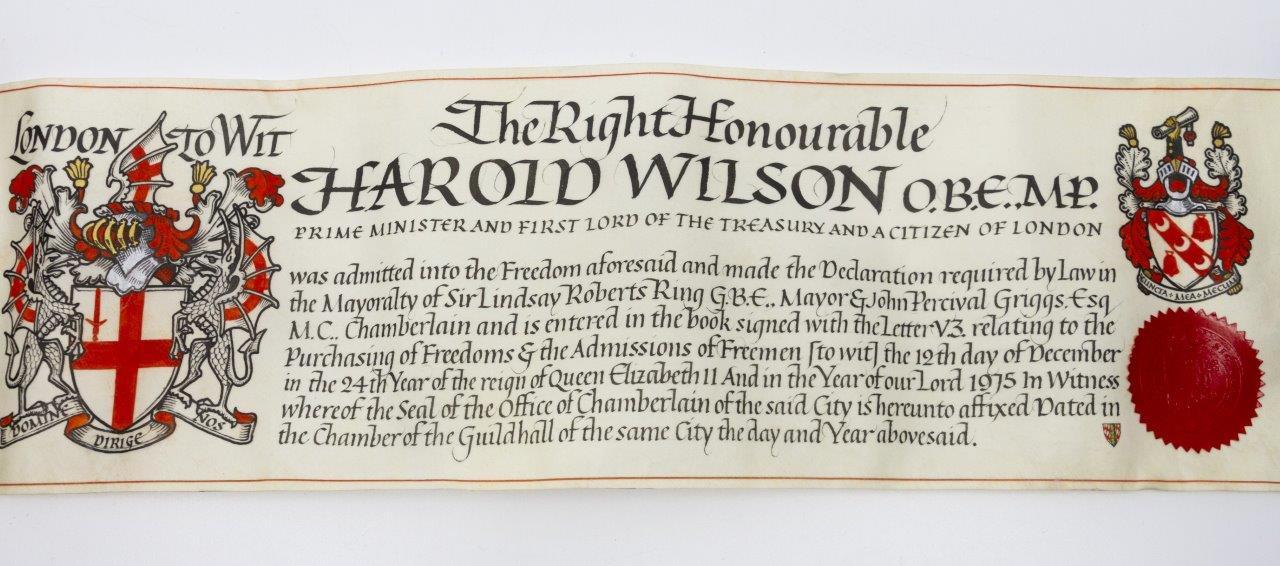 LONDON TO WIT
The Right Honourable
HAROLD WILSON O.B.E., M.P.
PRIME MINISTER AND FIRST LORD OF THE TREASURY AND A CITIZEN OF LONDON
was admitted into the Freedom aforesaid and made the Declaration required by Law in
the Mayoralty of Sir Lindsay Roberts Ring G.B.E., Mayor & John Percival Griggs, Esq
M.C., Chamberlain and is entered in the book signed with the Letter V3. relating to the
Purchasing of Freedoms & the Admissions of Freemen [to wit] the 12th day of December
in the 24th Year of the reign of Queen Elizabeth II And in the Year of our Lord 1975 In Witness
whereof the Seal of the Office of Chamberlain of the said City is hereunto affixed Dated in
the Chamber of the Guildhall of the same City the day and Year abovesaid.
DOMINE DIRIGE NOS
MEA MECUM